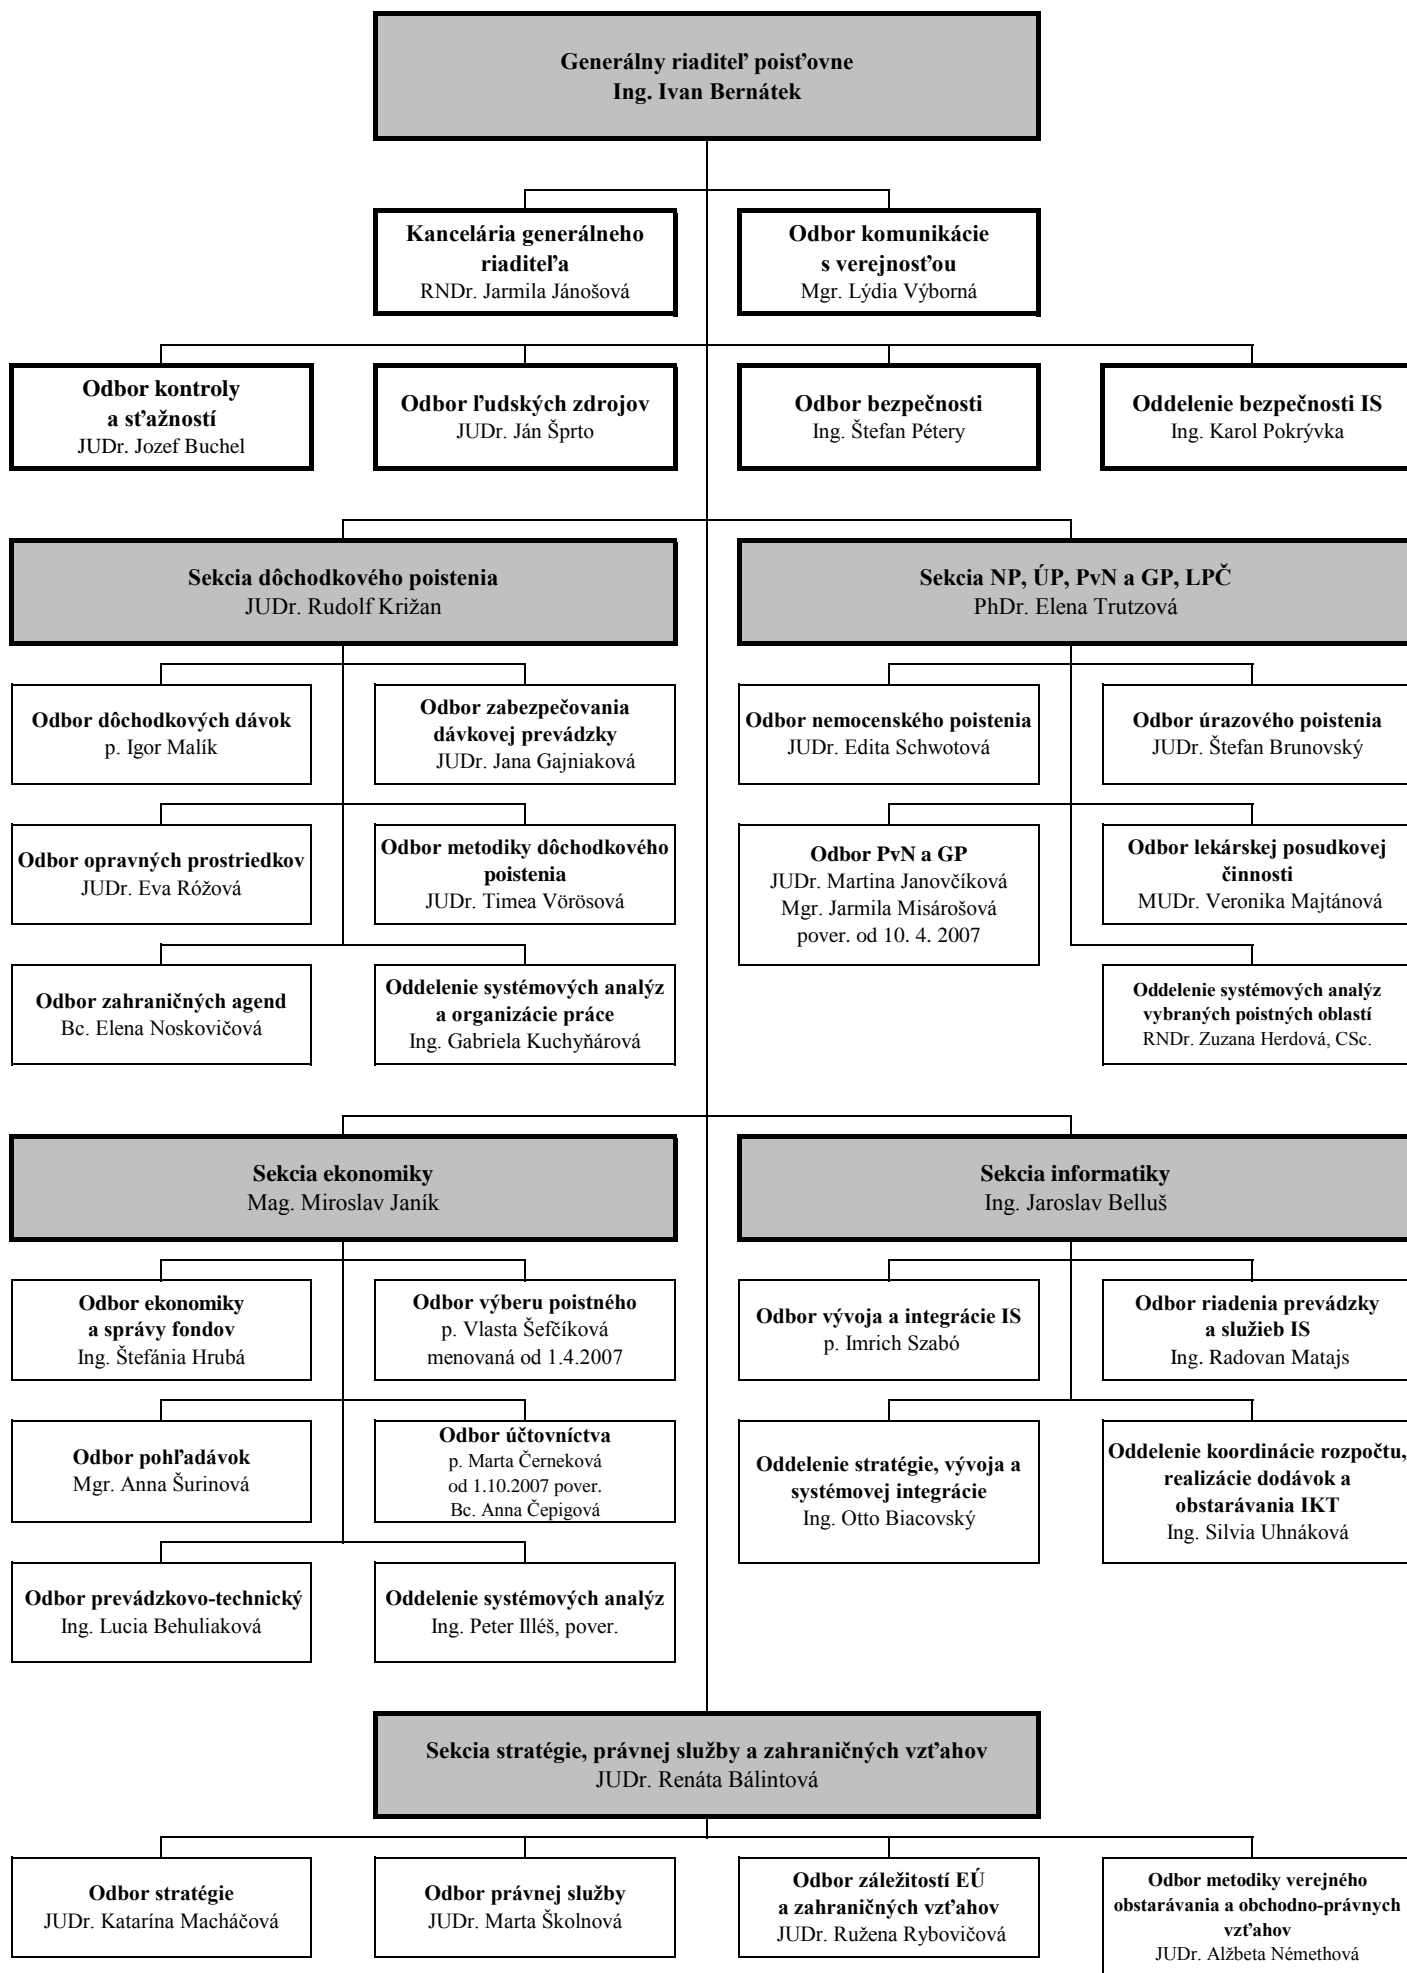 Generálny riaditeľ poisťovne
Ing. Ivan Bernátek
Kancelária generálneho
riaditeľa
RNDr. Jarmila Jánošová
Odbor komunikácie
s verejnosťou
Mgr. Lýdia Výborná
Odbor kontroly
a sťažností
JUDr. Jozef Buchel
Odbor ľudských zdrojov
JUDr. Ján Šprto
Odbor bezpečnosti
Ing. Štefan Pétery
Oddelenie bezpečnosti IS
Ing. Karol Pokrývka
Sekcia dôchodkového poistenia
JUDr. Rudolf Križan
Sekcia NP, ÚP, PvN a GP, LPČ
PhDr. Elena Trutzová
Odbor dôchodkových dávok
p. Igor Malík
Odbor zabezpečovania
dávkovej prevádzky
JUDr. Jana Gajniaková
Odbor nemocenského poistenia
JUDr. Edita Schwotová
Odbor úrazového poistenia
JUDr. Štefan Brunovský
Odbor opravných prostriedkov
JUDr. Eva Róžová
Odbor metodiky dôchodkového
poistenia
JUDr. Timea Vörösová
Odbor PvN a GP
JUDr. Martina Janovčíková
Mgr. Jarmila Misárošová
pover. od 10. 4. 2007
Odbor lekárskej posudkovej
činnosti
MUDr. Veronika Majtánová
Odbor zahraničných agend
Bc. Elena Noskovičová
Oddelenie systémových analýz
a organizácie práce
Ing. Gabriela Kuchyňárová
Oddelenie systémových analýz
vybraných poistných oblastí
RNDr. Zuzana Herdová, CSc.
Sekcia ekonomiky
Mag. Miroslav Janík
Sekcia informatiky
Ing. Jaroslav Belluš
Odbor ekonomiky
a správy fondov
Ing. Štefánia Hrubá
Odbor výberu poistného
p. Vlasta Šefčíková
menovaná od 1.4.2007
Odbor vývoja a integrácie IS
p. Imrich Szabó
Odbor riadenia prevádzky
a služieb IS
Ing. Radovan Matajs
Odbor pohľadávok
Mgr. Anna Šurinová
Odbor účtovníctva
p. Marta Černeková
od 1.10.2007 pover.
Bc. Anna Čepigová
Oddelenie stratégie, vývoja a
systémovej integrácie
Ing. Otto Biacovský
Oddelenie koordinácie rozpočtu,
realizácie dodávok a
obstarávania IKT
Ing. Silvia Uhnáková
Odbor prevádzkovo-technický
Ing. Lucia Behuliaková
Oddelenie systémových analýz
Ing. Peter Illéš, pover.
Sekcia stratégie, právnej služby a zahraničných vzťahov
JUDr. Renáta Bálintová
Odbor stratégie
JUDr. Katarína Macháčová
Odbor právnej služby
JUDr. Marta Školnová
Odbor záležitostí EÚ
a zahraničných vzťahov
JUDr. Ružena Rybovičová
Odbor metodiky verejného
obstarávania a obchodno-právnych
vzťahov
JUDr. Alžbeta Némethová